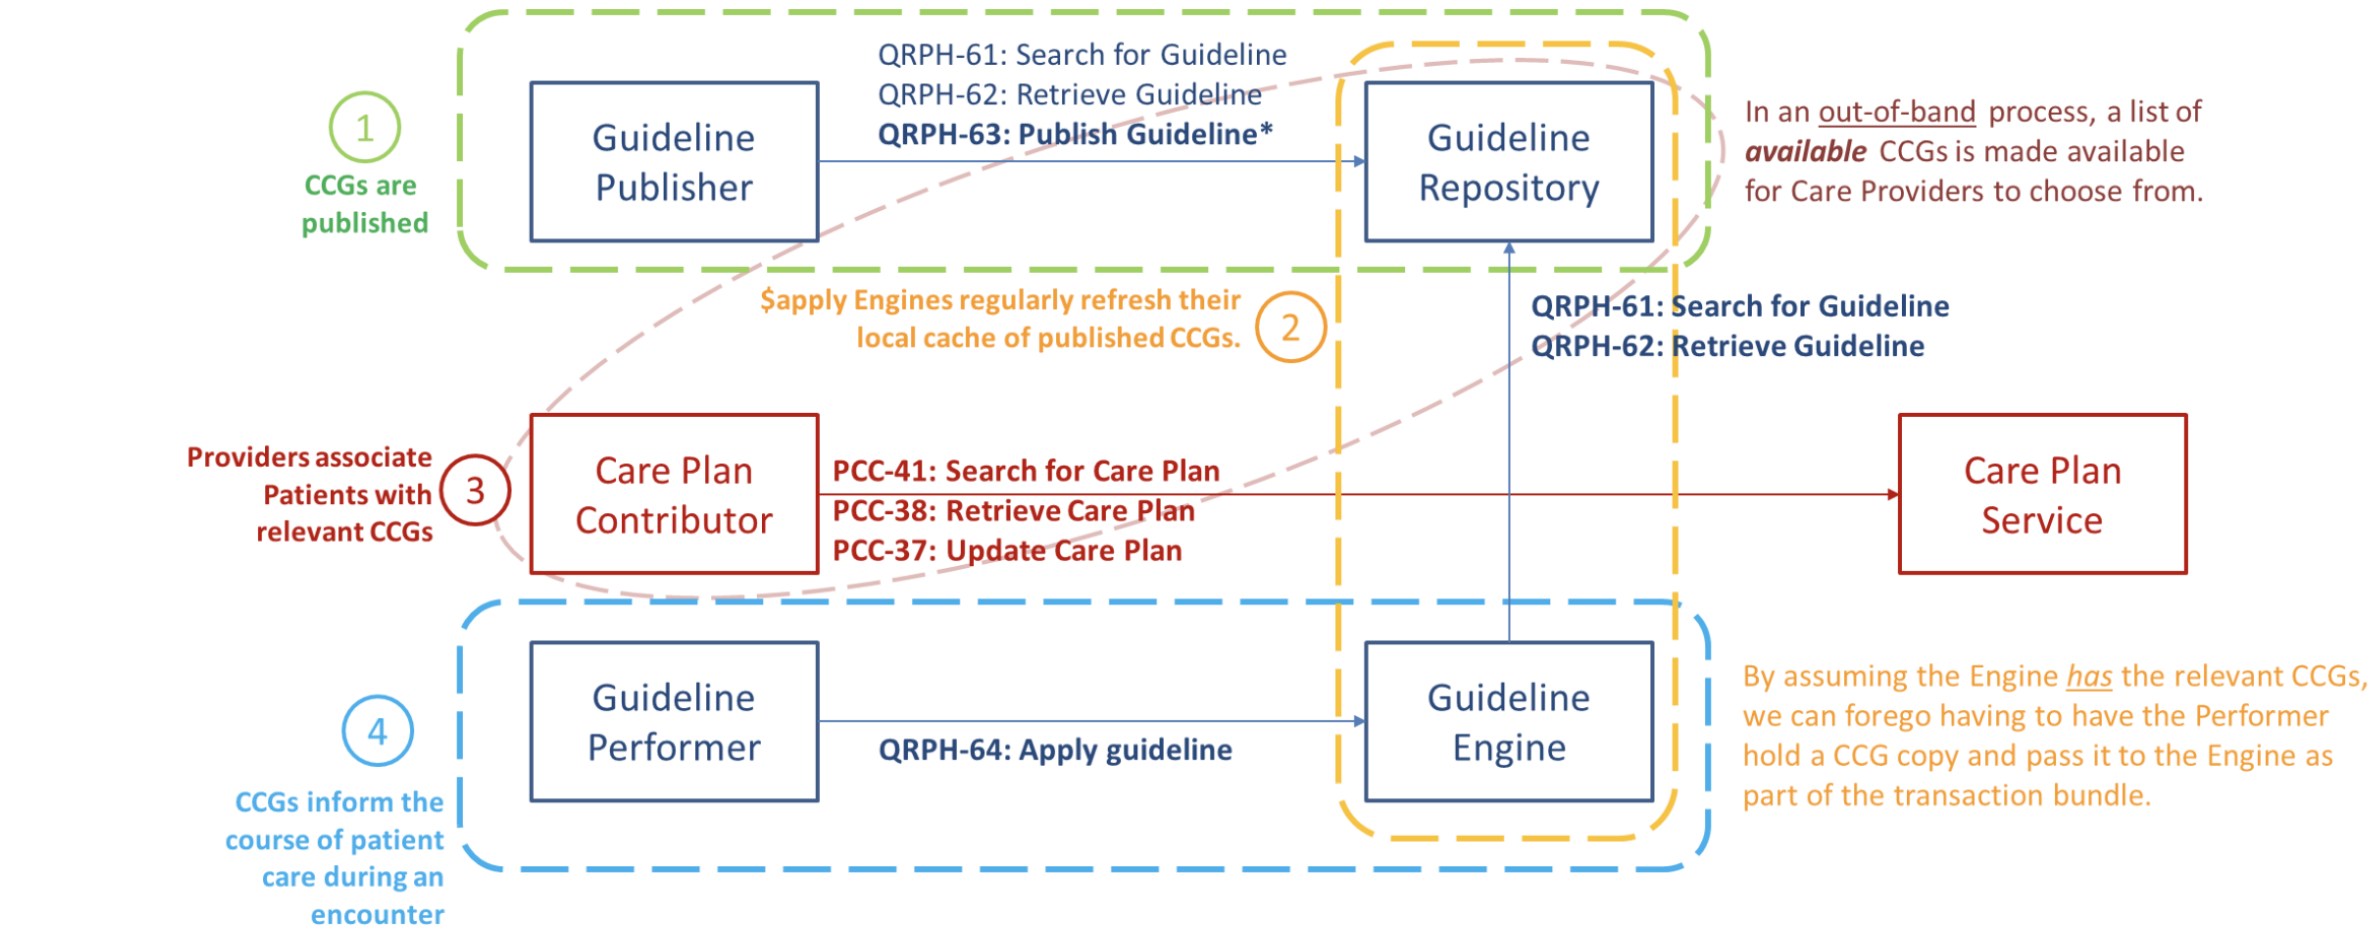 QRPH-61: Search for Guideline
QRPH-62: Retrieve Guideline
QRPH-63: Publish Guideline*
1
CCGs are
published
Guideline
Publisher
Guideline
Repository
In an out-of-band process, a list of
available CCGs is made available
for Care Providers to choose from.
$apply Engines regularly refresh their
local cache of published CCGs.
2
QRPH-61: Search for Guideline
QRPH-62: Retrieve Guideline
Providers associate
Patients with
relevant CCGs
3
Care Plan
Contributor
PCC-41: Search for Care Plan
PCC-38: Retrieve Care Plan
PCC-37: Update Care Plan
Care Plan
Service
4
CCGs inform the
course of patient
care during an
encounter
Guideline
Performer
QRPH-64: Apply guideline
Guideline
Engine
By assuming the Engine has the relevant CCGs,
we can forego having to have the Performer
hold a CCG copy and pass it to the Engine as
part of the transaction bundle.